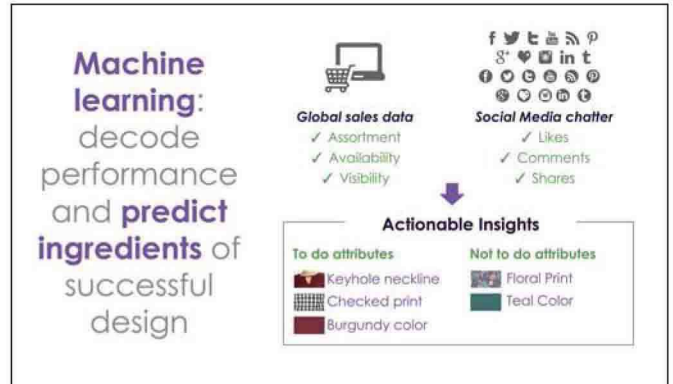 Machine
learning:
decode
performance
and predict
ingredients of
successful
design
Global sales data
✓ Assortment
✓ Availability
✓ Visibility
Social Media chatter
✓ Likes
✓ Comments
✓ Shares
Actionable Insights
To do attributes
Keyhole neckline
Checked print
Burgundy color
Not to do attributes
Floral Print
Teal Color